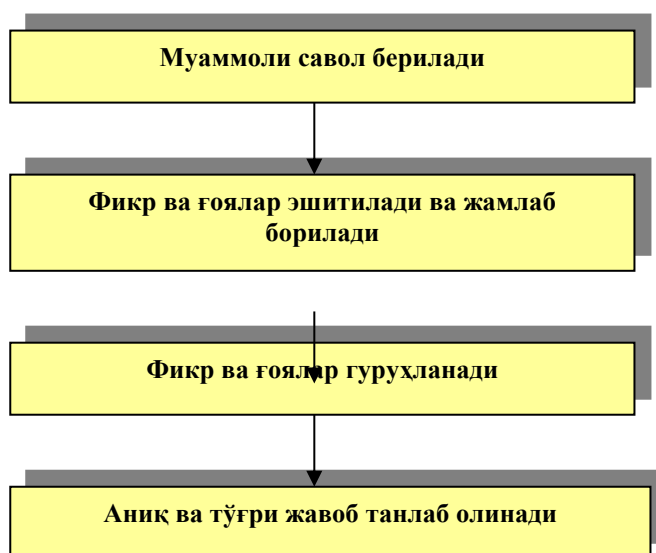 Муаммоли савол берилади
Фикр ва ғоялар эшитилади ва жамлаб
борилади
Фикр ва ғоялар гуруҳланади
Аниқ ва тўғри жавоб танлаб олинади